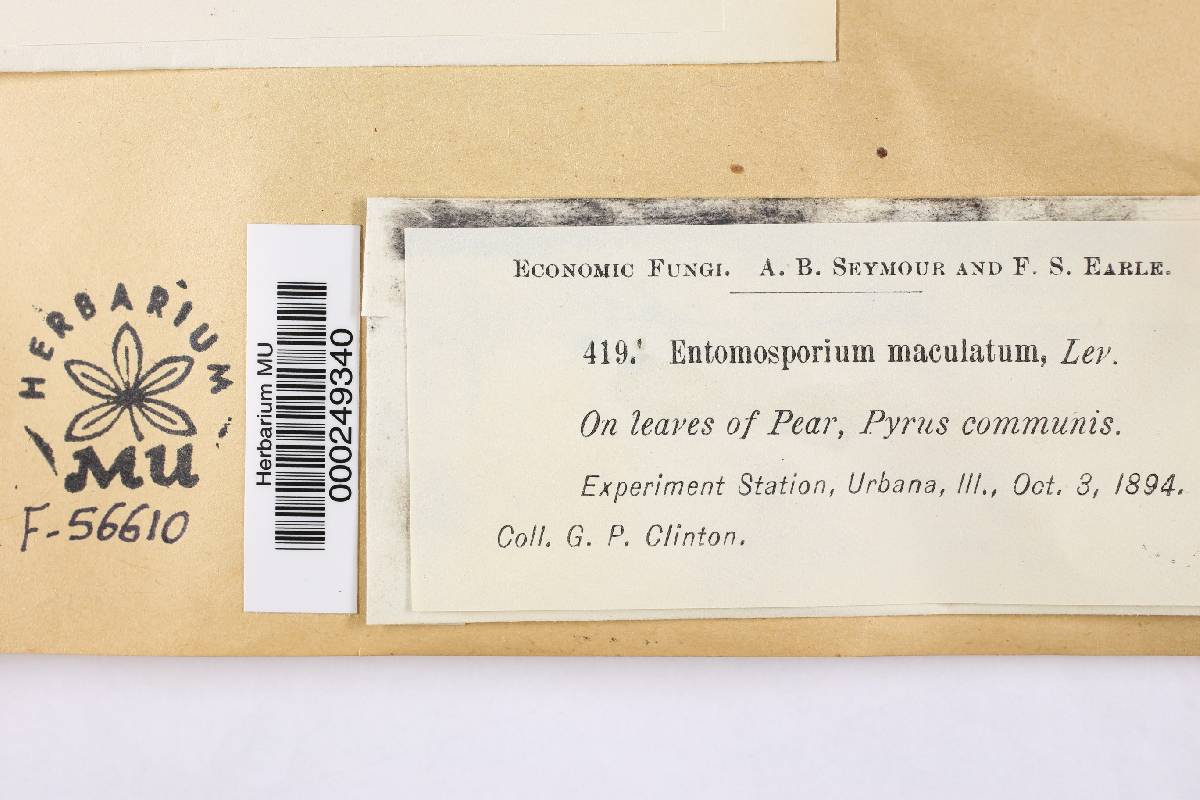 HERBARIUM
MU
F-56610
Herbarium MU
000249340
ECONOMIC FUNGI. A. B. SEYMOUR AND F. S. EARLE.
419. Entomosporium maculatum, Lev.
On leaves of Pear, Pyrus communis.
Experiment Station, Urbana, Ill., Oct. 3, 1894.
Coll. G. P. Clinton.